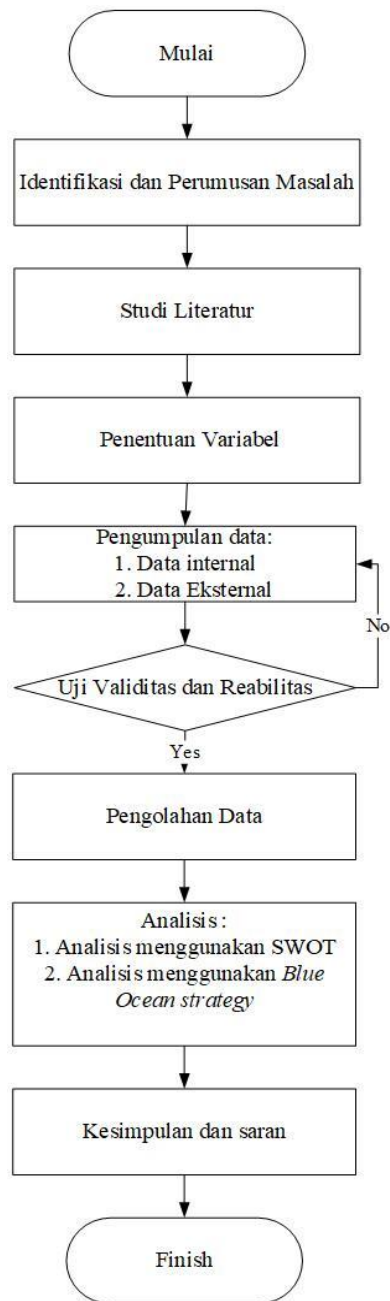 Mulai
Identifikasi dan Perumusan Masalah
Studi Literatur
Penentuan Variabel
Pengumpulan data:
1. Data internal
2. Data Eksternal
No
Uji Validitas dan Reabilitas
Yes
Pengolahan Data
Analisis :
1. Analisis menggunakan SWOT
2. Analisis menggunakan Blue
Ocean strategy
Kesimpulan dan saran
Finish